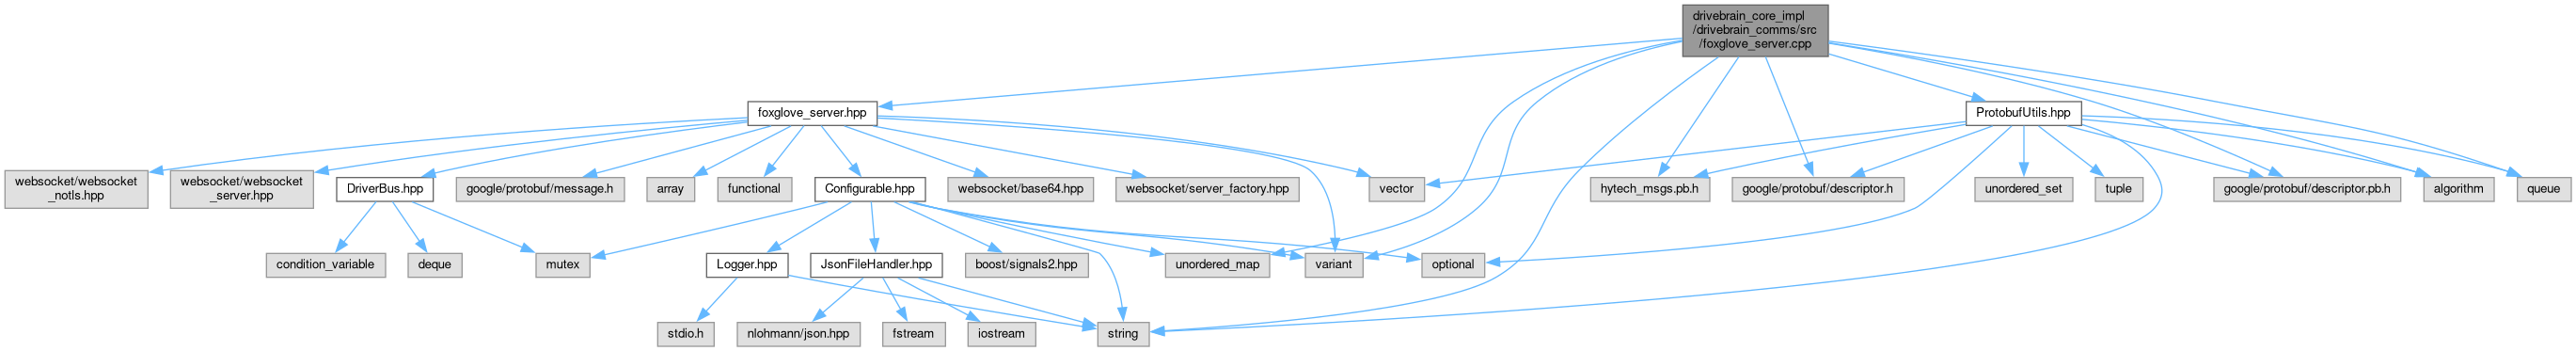 drivebrain_core_impl
/drivebrain_comms/src
/foxglove_server.cpp
foxglove_server.hpp
ProtobufUtils.hpp
websocket/websocket
_notls.hpp
websocket/websocket
_server.hpp
DriverBus.hpp
google/protobuf/message.h
array
functional
Configurable.hpp
websocket/base64.hpp
websocket/server_factory.hpp
vector
hytech_msgs.pb.h
google/protobuf/descriptor.h
unordered_set
tuple
google/protobuf/descriptor.pb.h
algorithm
queue
condition_variable
deque
mutex
Logger.hpp
JsonFileHandler.hpp
boost/signals2.hpp
unordered_map
variant
optional
stdio.h
nlohmann/json.hpp
fstream
iostream
string